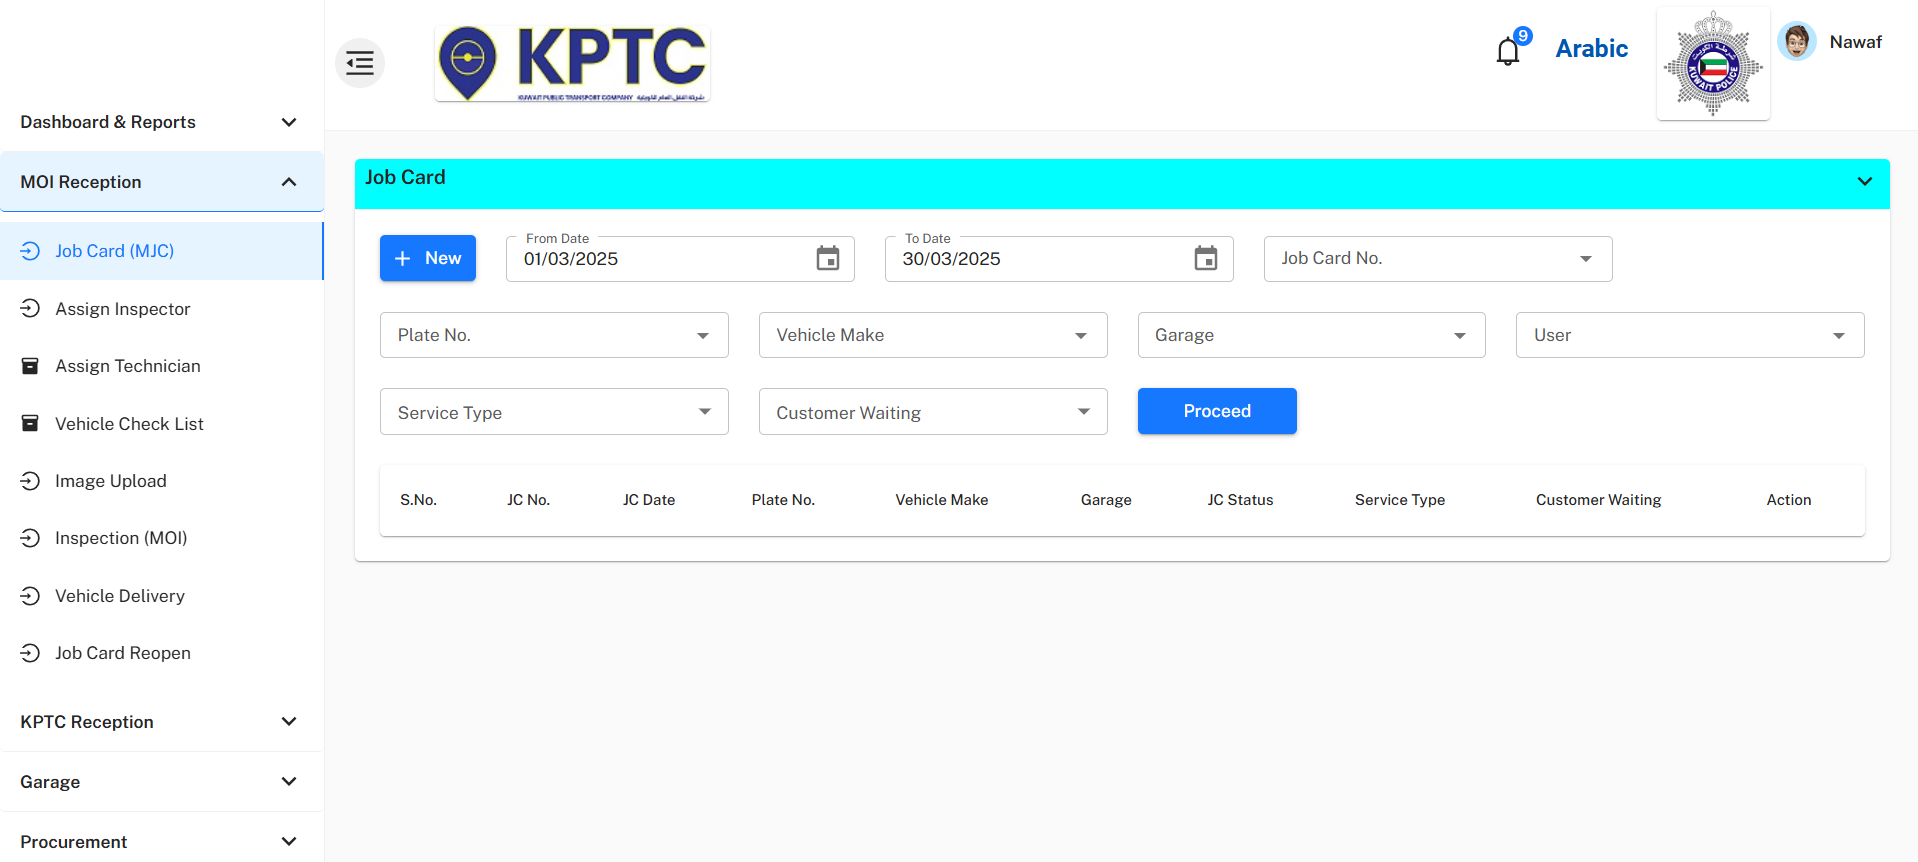 KPTC
KUWAIT PUBLIC TRANSPORT COMPANY
9
Arabic
KUWAIT POLICE
Nawaf
Dashboard & Reports
MOI Reception
Job Card (MJC)
Assign Inspector
Assign Technician
Vehicle Check List
Image Upload
Inspection (MOI)
Vehicle Delivery
Job Card Reopen
KPTC Reception
Garage
Procurement
Job Card
New
From Date
01/03/2025
To Date
30/03/2025
Job Card No.
Plate No.
Vehicle Make
Garage
User
Service Type
Customer Waiting
Proceed
S.No. JC No. JC Date Plate No. Vehicle Make Garage JC Status Service Type Customer Waiting Action